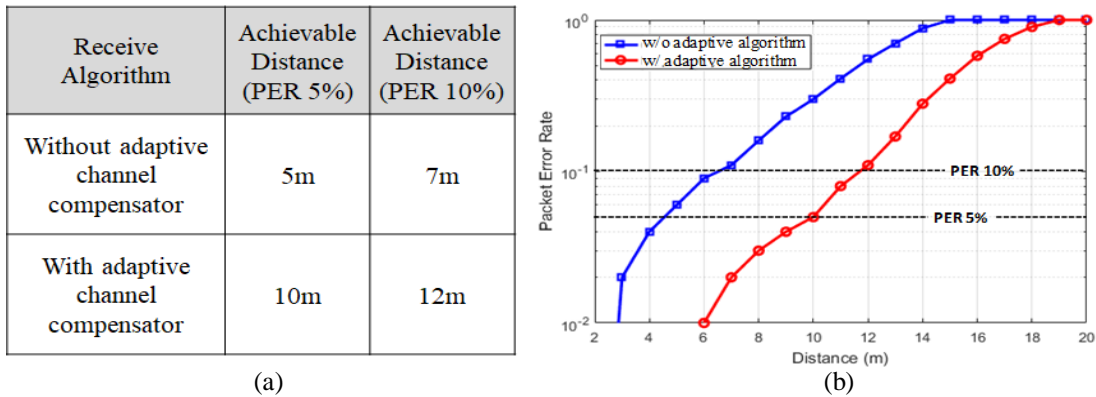 Receive
Algorithm
Achievable
Distance
(PER 5%)
Achievable
Distance
(PER 10%)
Without adaptive
channel
compensator
5m
7m
With adaptive
channel
compensator
10m
12m
(a)
Packet Error Rate
10^0
10^-1
10^-2
w/o adaptive algorithm
w/ adaptive algorithm
PER 10%
PER 5%
2 4 6 8 10 12 14 16 18 20
Distance (m)
(b)